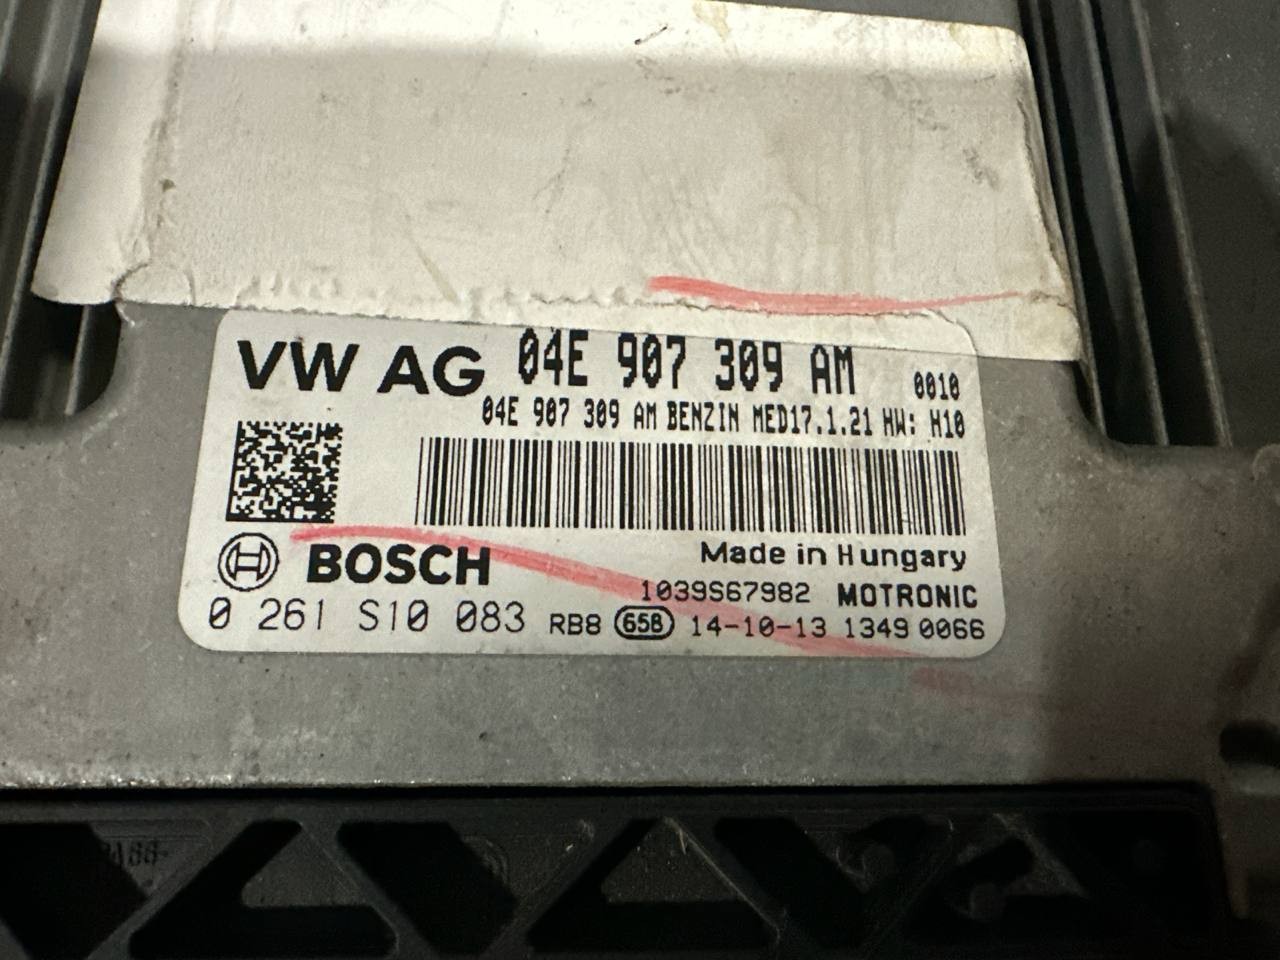 VW AG 04E 907 309 AM 0010
04E 907 309 AM BENZIN MED17.1.21 HW: H10
BOSCH
Made in Hungary
1039S67982 MOTRONIC
0 261 S10 083 RB8 65B 14-10-13 1349 0066